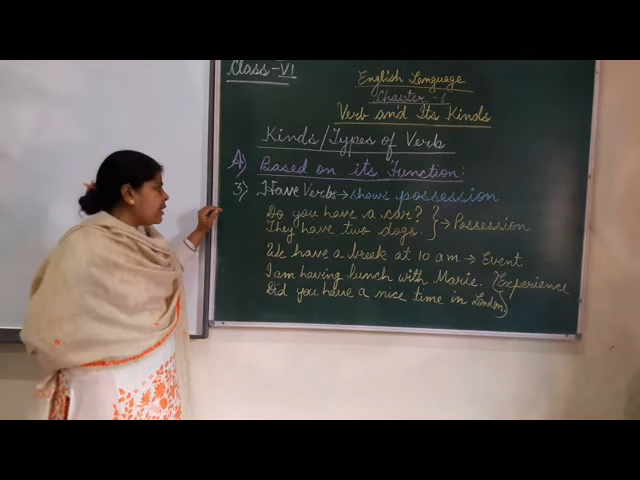 Class-VI
English Language
Chapter-6
Verb and Its Kinds
Kinds/Types of Verb
A) Based on its Function:
3) Have Verbs→shows possession
Do you have a car?
They have two dogs. } → Possession
We have a break at 10 am → Event
I am having lunch with Marie.
Did you have a nice time in London. } Experience